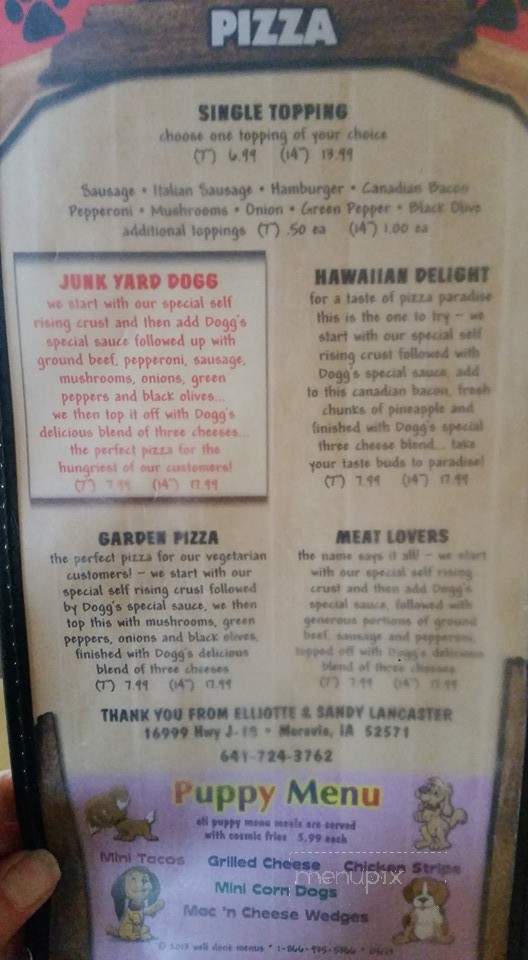 PIZZA
SINGLE TOPPING
choose one topping of your choice
(7") 6.99 (14") 13.99
Sausage • Italian Sausage • Hamburger • Canadian Bacon
Pepperoni • Mushrooms • Onion • Green Pepper • Black Olive
additional toppings (7") .50 ea (14") 1.00 ea
JUNK YARD DOGG
we start with our special self
rising crust and then add Dogg's
special sauce followed up with
ground beef, pepperoni, sausage,
mushrooms, onions, green
peppers and black olives...
we then top it off with Dogg's
delicious blend of three cheeses...
the perfect pizza for the
hungriest of our customers!
(7") 7.99 (14") 17.99
HAWAIIAN DELIGHT
for a taste of pizza paradise
this is the one to try - we
start with our special self
rising crust followed with
Dogg's special sauce, add
to this canadian bacon, fresh
chunks of pineapple and
finished with Dogg's special
three cheese blend... take
your taste buds to paradise!
(7") 7.99 (14") 17.99
GARDEN PIZZA
the perfect pizza for our vegetarian
customers! - we start with our
special self rising crust followed
by Dogg's special sauce, we then
top this with mushrooms, green
peppers, onions and black olives,
finished with Dogg's delicious
blend of three cheeses
(7") 7.99 (14") 17.99
MEAT LOVERS
the name says it all! - we start
with our special self rising
crust and then add Dogg's
special sauce, followed with
generous portions of ground
beef, sausage and pepperoni,
topped off with Dogg's delicious
blend of three cheeses
(7") 7.99 (14") 17.99
THANK YOU FROM ELLIOTTE & SANDY LANCASTER
16999 Hwy J-18 • Moravia, IA 52571
641-724-3762
Puppy Menu
all puppy menu meals are served
with cosmic fries 5.99 each
Mini Tacos Grilled Cheese Chicken Strips
menupix
Mini Corn Dogs
Mac 'n Cheese Wedges
© 2013 well done menus *